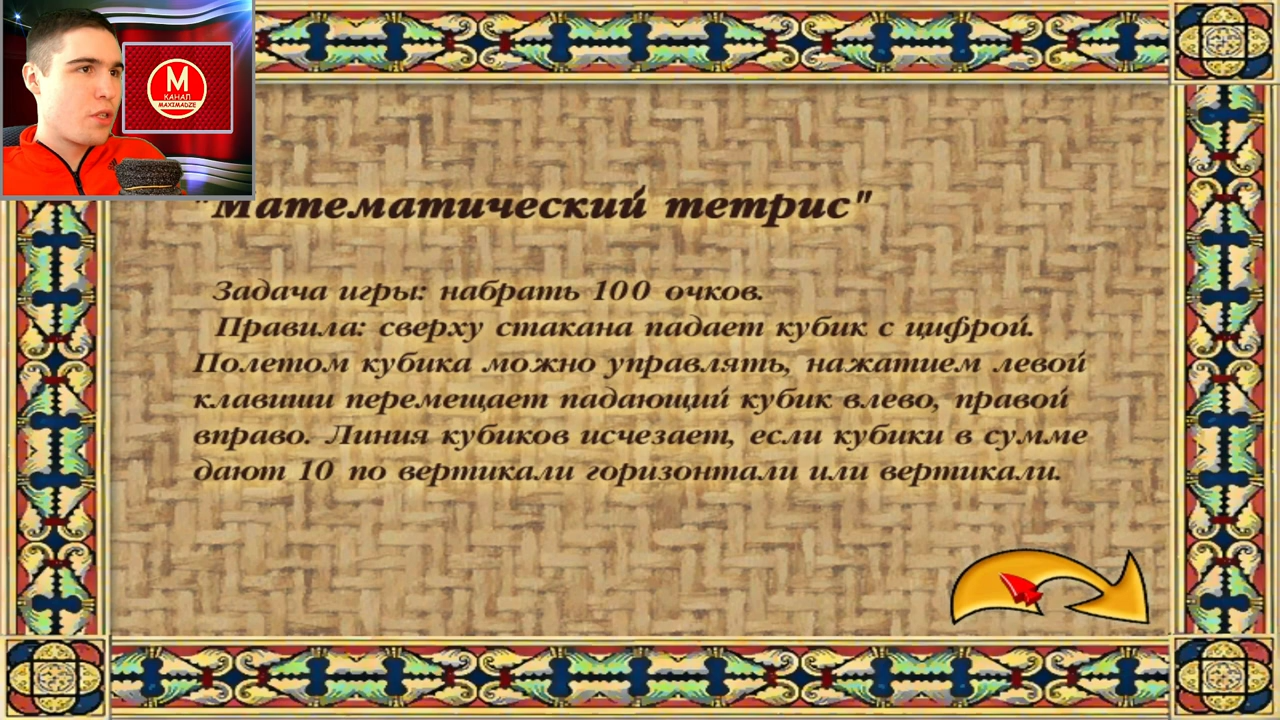 М
КАНАЛ
MAXIMADZE
"Математический тетрис"
Задача игры: набрать 100 очков.
Правила: сверху стакана падает кубик с цифрой.
Полетом кубика можно управлять, нажатием левой
клавиши перемещает падающий кубик влево, правой
вправо. Линия кубиков исчезает, если кубики в сумме
дают 10 по вертикали горизонтали или вертикали.